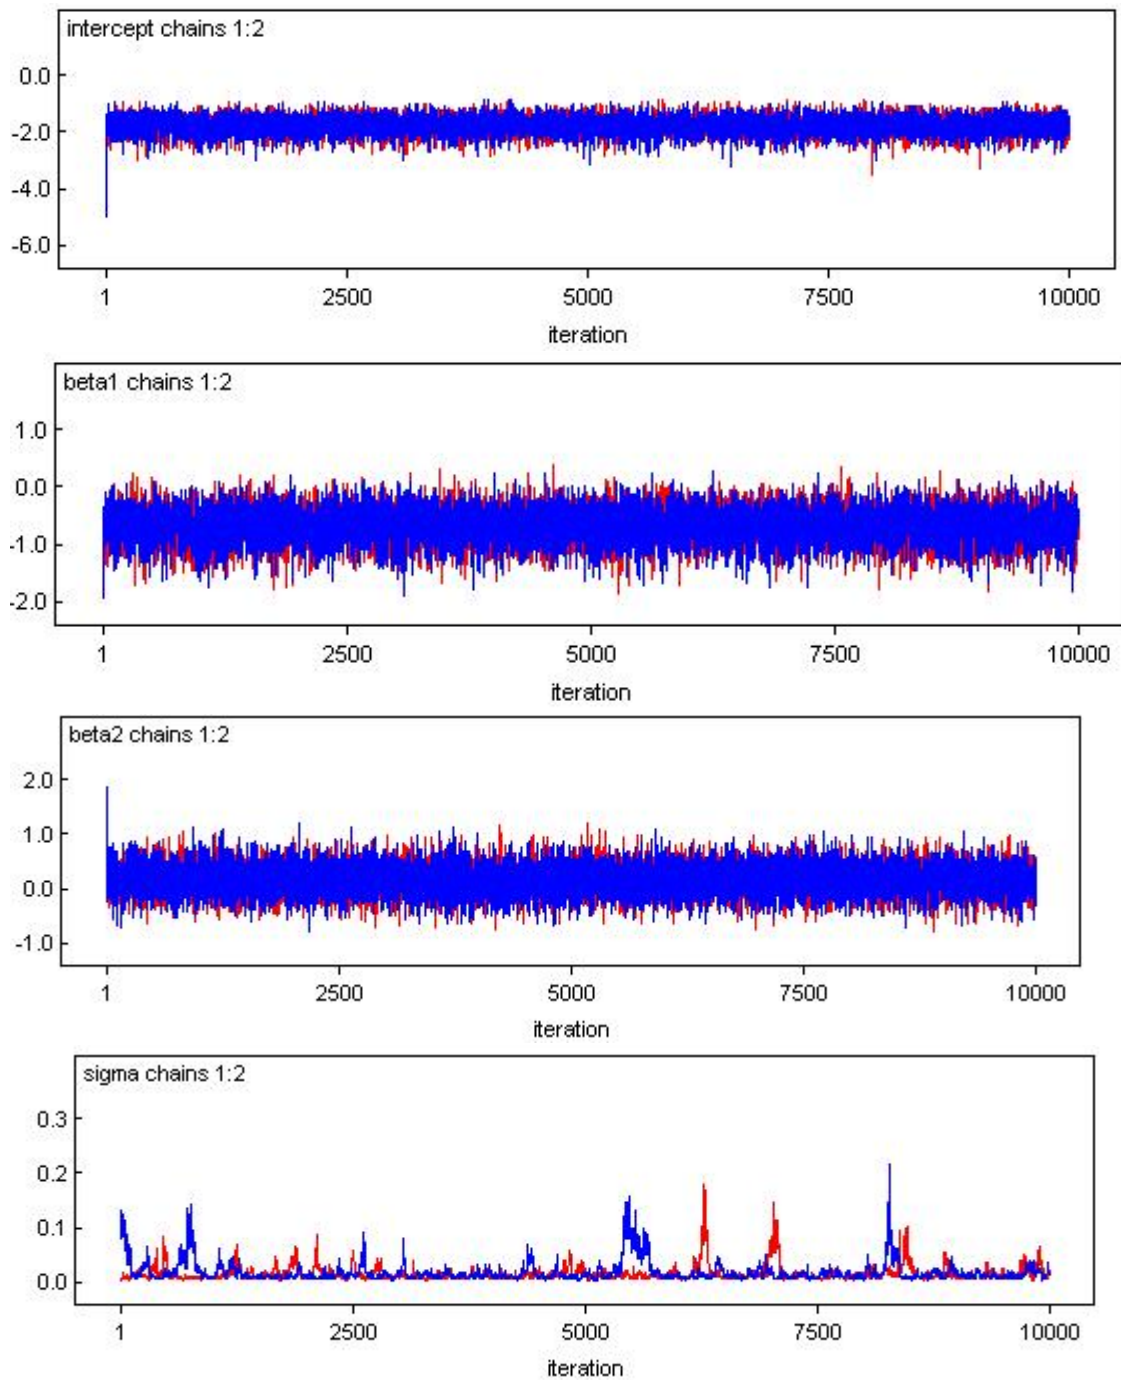 intercept chains 1:2
0.0
-2.0
-4.0
-6.0
1 2500 5000 7500 10000
iteration
beta1 chains 1:2
1.0
0.0
-1.0
-2.0
1 2500 5000 7500 10000
iteration
beta2 chains 1:2
2.0
1.0
0.0
-1.0
1 2500 5000 7500 10000
iteration
sigma chains 1:2
0.3
0.2
0.1
0.0
1 2500 5000 7500 10000
iteration